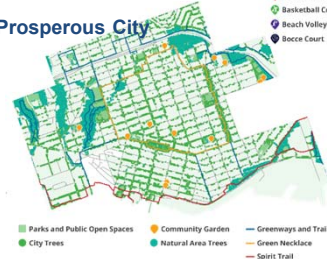 Prosperous City
Basketball Co
Beach Volley
Bocce Court
Parks and Public Open Spaces
Community Garden
Greenways and Trai
City Trees
Natural Area Trees
Green Necklace
Spirit Trail